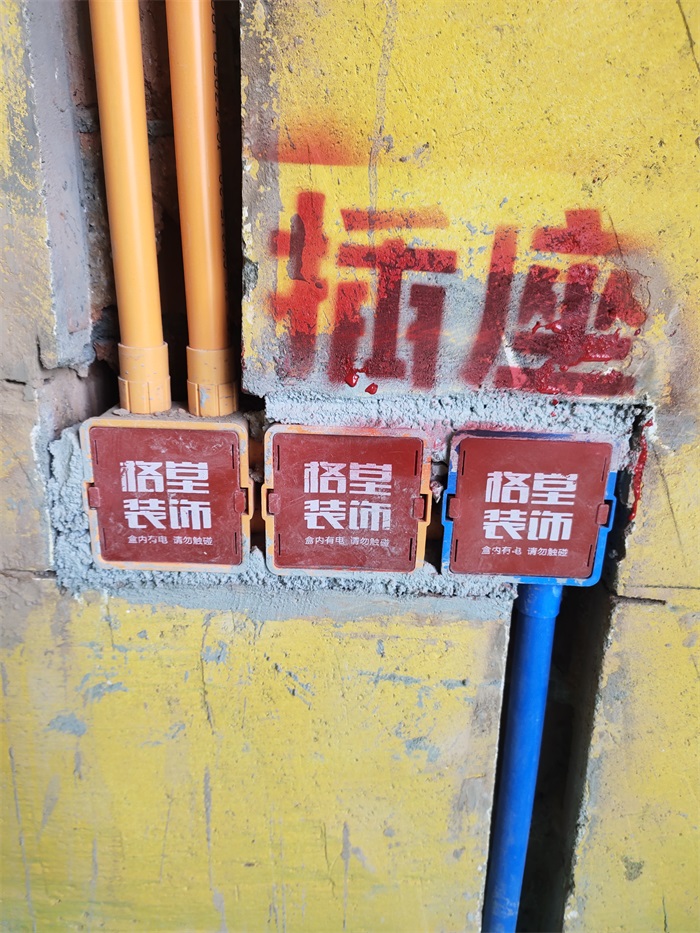 插座
格堂
装饰
盒内有电 请勿触碰
格堂
装饰
盒内有电 请勿触碰
格堂
装饰
盒内有电 请勿触碰